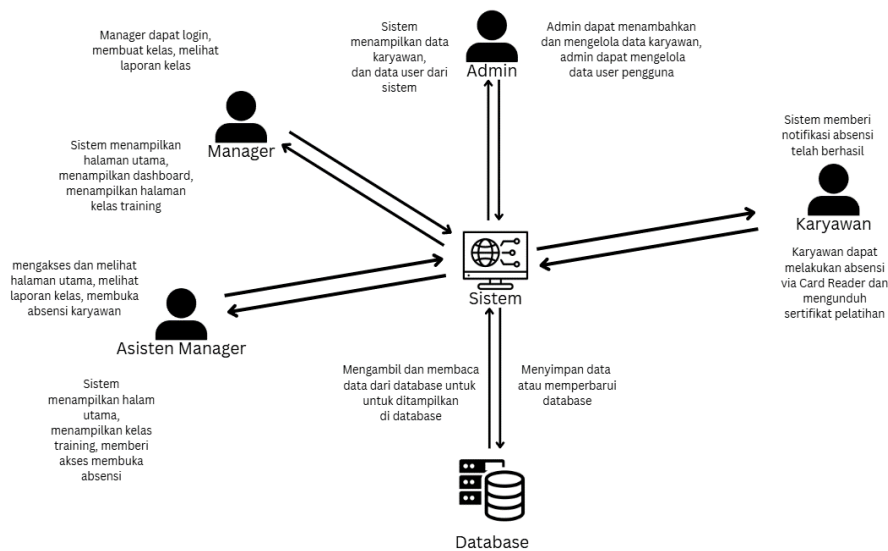 Manager dapat login,
membuat kelas, melihat
laporan kelas
Sistem
menampilkan data
karyawan,
dan data user dari
sistem
Admin
Admin dapat menambahkan
dan mengelola data karyawan,
admin dapat mengelola
data user pengguna
Manager
Sistem menampilkan
halaman utama,
menampilkan dashboard,
menampilkan halaman
kelas training
Sistem memberi
notifikasi absensi
telah berhasil
Karyawan
Karyawan dapat
melakukan absensi
via Card Reader dan
mengunduh
sertifikat pelatihan
mengakses dan melihat
halaman utama, melihat
laporan kelas, membuka
absensi karyawan
Asisten Manager
Sistem
menampilkan halam
utama,
menampilkan kelas
training, memberi
akses membuka
absensi
Sistem
Mengambil dan membaca
data dari database untuk
untuk ditampilkan
di database
Menyimpan data
atau memperbarui
database
Database